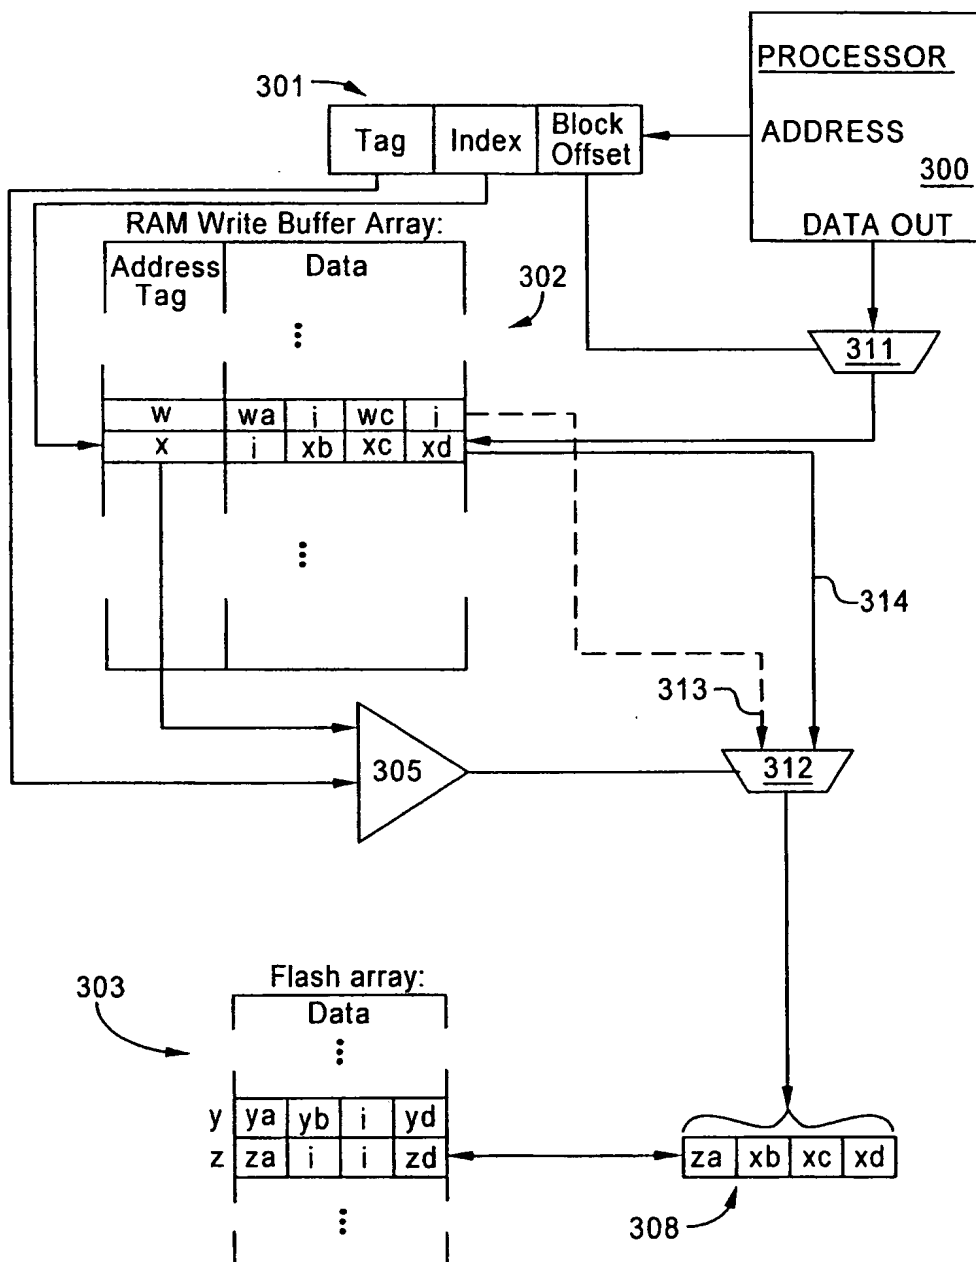 PROCESSOR
301
Tag Index Block Offset
ADDRESS
300
DATA OUT
RAM Write Buffer Array:
Address Tag
Data
302
311
w wa i wc i
x i xb xc xd
314
313
305
312
Flash array:
303
Data
y ya yb i yd
z za i i zd
za xb xc xd
308